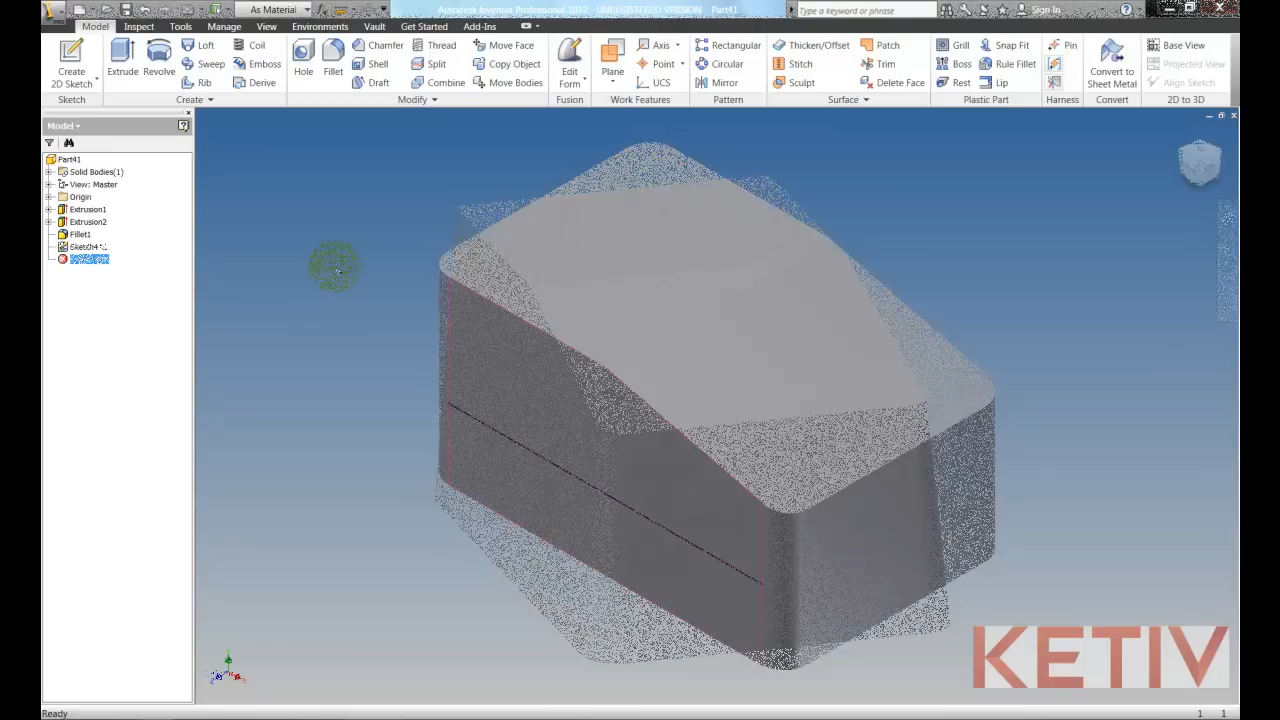 As Material
Autodesk Inventor Professional 2012 - UNREGISTERED VERSION Part41
Type a keyword or phrase
Sign In
PRO
Model Inspect Tools Manage View Environments Vault Get Started Add-Ins
Create
2D Sketch
Extrude
Revolve
Loft
Sweep
Rib
Coil
Emboss
Derive
Hole
Fillet
Chamfer
Shell
Draft
Thread
Split
Combine
Move Face
Copy Object
Move Bodies
Edit
Form
Plane
Axis
Point
UCS
Rectangular
Circular
Mirror
Thicken/Offset
Stitch
Sculpt
Patch
Trim
Delete Face
Grill
Boss
Rest
Snap Fit
Rule Fillet
Lip
Pin
Convert to
Sheet Metal
Base View
Projected View
Align Sketch
Sketch Create Modify Fusion Work Features Pattern Surface Plastic Part Harness Convert 2D to 3D
Model
Part41
Solid Bodies(1)
View: Master
Origin
Extrusion1
Extrusion2
Fillet1
Sketch4
KETIV
Ready
1 1